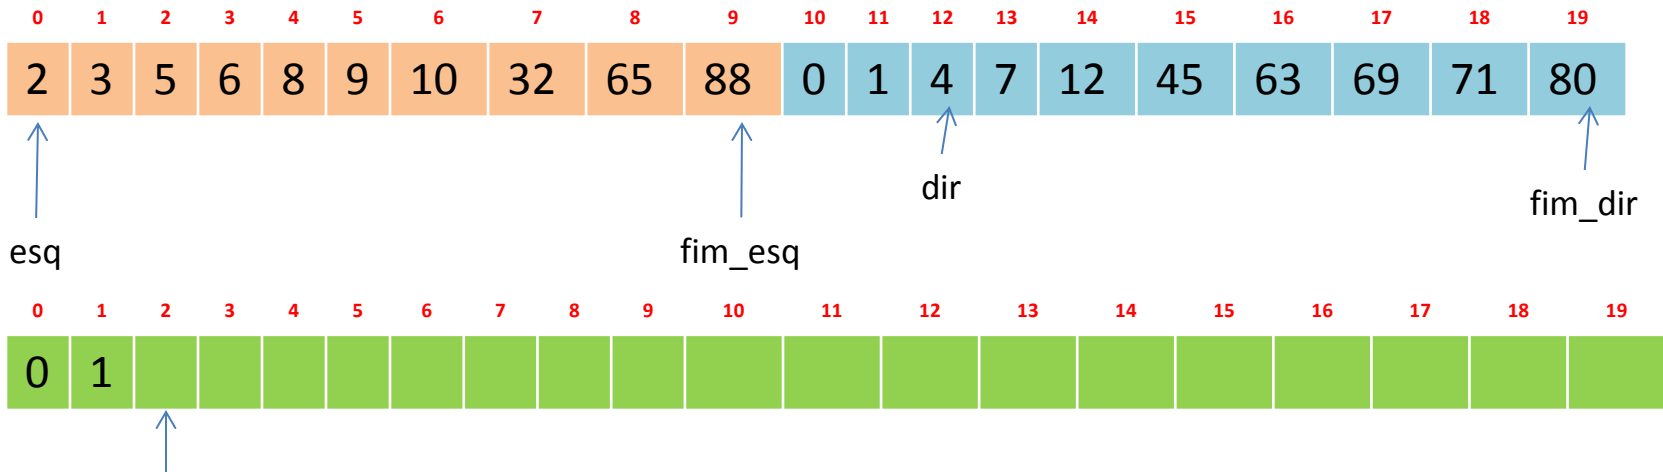 0 1 2 3 4 5 6 7 8 9 10 11 12 13 14 15 16 17 18 19
2 3 5 6 8 9 10 32 65 88 0 1 4 7 12 45 63 69 71 80
dir
fim_dir
esq fim_esq
0 1 2 3 4 5 6 7 8 9 10 11 12 13 14 15 16 17 18 19
0 1